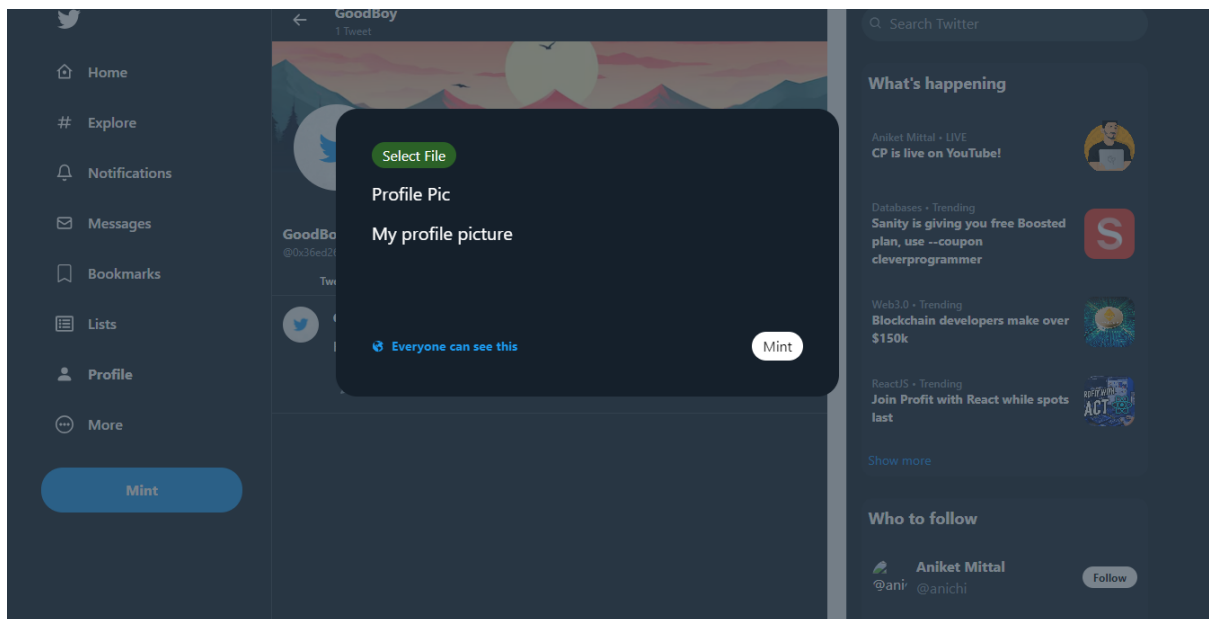 Home
Explore
Notifications
Messages
Bookmarks
Lists
Profile
More
Mint
GoodBoy
1 Tweet
Select File
Profile Pic
My profile picture
Everyone can see this
Mint
Search Twitter
What's happening
Aniket Mittal • LIVE
CP is live on YouTube!
Databases • Trending
Sanity is giving you free Boosted
plan, use --coupon
cleverprogrammer
Web3.0 • Trending
Blockchain developers make over
$150k
ReactJS • Trending
Join Profit with React while spots
last
Show more
Who to follow
Aniket Mittal
@anichi
Follow